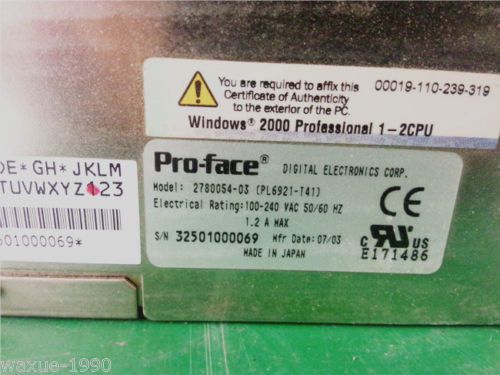 You are required to affix this
Certificate of Authenticity
to the exterior of the PC.
00019-110-239-319
Windows® 2000 Professional 1-2CPU
DE*GH*JKLM
TUVWXYZ123
501000069*
Pro-face® DIGITAL ELECTRONICS CORP.
Model: 2780054-03 (PL6921-T41)
Electrical Rating:100-240 VAC 50/60 HZ
1.2 A MAX
S/N 32501000069 Mfr Date: 07/03
MADE IN JAPAN
CE
C UR US
E171486
waxue-1990